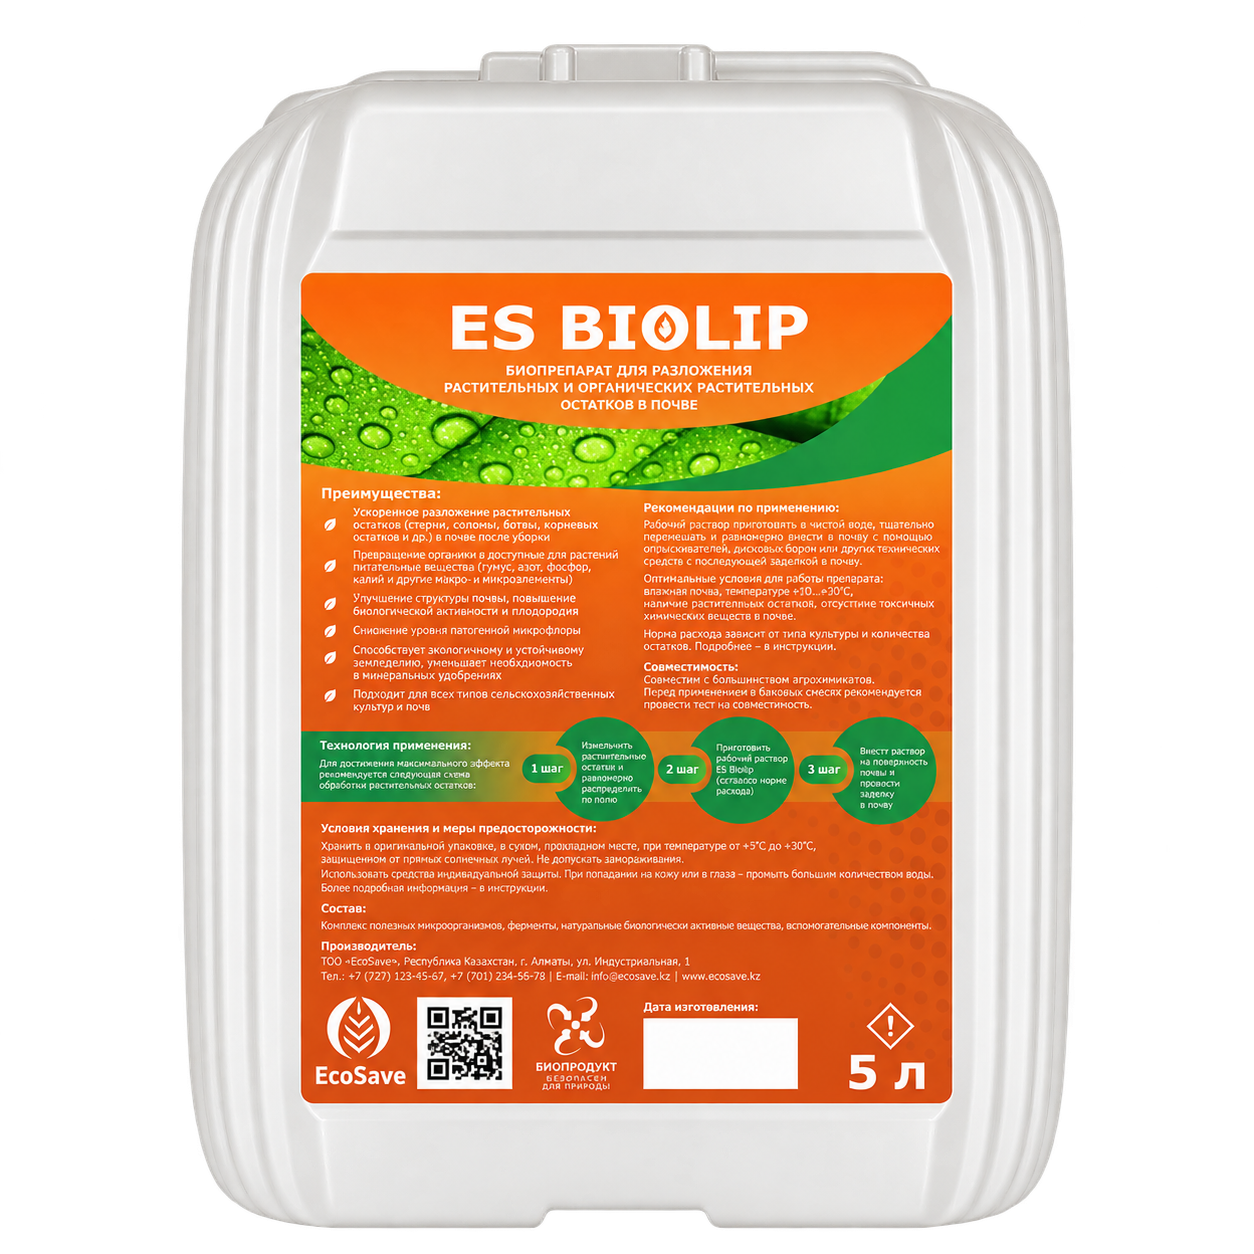 ES BIOLIP
БИОПРЕПАРАТ ДЛЯ РАЗЛОЖЕНИЯ
РАСТИТЕЛЬНЫХ И ОРГАНИЧЕСКИХ РАСТИТЕЛЬНЫХ
ОСТАТКОВ В ПОЧВЕ
Преимущества:
Ускоренное разложение растительных
остатков (стерни, соломы, ботвы, корневых
остатков и др.) в почве после уборки
Превращение органики в доступные для растений
питательные вещества (гумус, азот, фосфор,
калий и другие макро- и микроэлементы)
Улучшение структуры почвы, повышение
биологической активности и плодородия
Снижение уровня патогенной микрофлоры
Способствует экологичному и устойчивому
земледелию, уменьшает необхдиомость
в минеральных удобрениях
Подходит для всех типов сельскохозяйственных
культур и почв
Рекомендации по применению:
Рабочий раствор приготовять в чистой воде, тщательно
перемешать и равномерно внести в почву с помощью
опрыскивателей, дисковых борон или других технических
средств с последующей заделкой в почву.
Оптимальные условия для работы препарата:
влажная почва, температуре +10...+30°C,
наличие растительных остатков, отсустпие токсичных
химических веществ в почве.
Норма расхода зависит от типа культуры и количества
остатков. Подробнее – в инструкции.
Совместимость:
Совместим с большинством агрохимикатов.
Перед применением в баковых смесях рекомендуется
провести тест на совместимость.
Технология применения:
Для достижения максимального эффекта
рекомендуется следующая схема
обработки растительных остатков:
1 шаг
Измельчить
растительные
остатки и
равномерно
распределить
по полю
2 шаг
Приготовить
рабочий раствор
ES Biolip
норме
расхода)
3 шаг
Внести раствор
на поверхность
почвы и
провести
заделку
в почву
Условия хранения и меры предосторожности:
Хранить в оригинальной упаковке, в сухом, прохладном месте, при температуре от +5°C до +30°C,
защищенном от прямых солнечных лучей. Не допускать замораживания.
Использовать средства индивидуальной защиты. При попадании на кожу или в глаза – промыть большим количеством воды.
Более подробная информация – в инструкции.
Состав:
Комплекс полезных микроорганизмов, ферменты, натуральные биологически активные вещества, вспомогательные компоненты.
Производитель:
ТОО «EcoSave», Республика Казахстан, г. Алматы, ул. Индустриальная, 1
Тел.: +7 (727) 123-45-67, +7 (701) 234-56-78 | E-mail: info@ecosave.kz | www.ecosave.kz
EcoSave
БИОПРОДУКТ
БЕЗОПАСЕН
ДЛЯ ПРИРОДЫ
Дата изготовления:
!
5 л